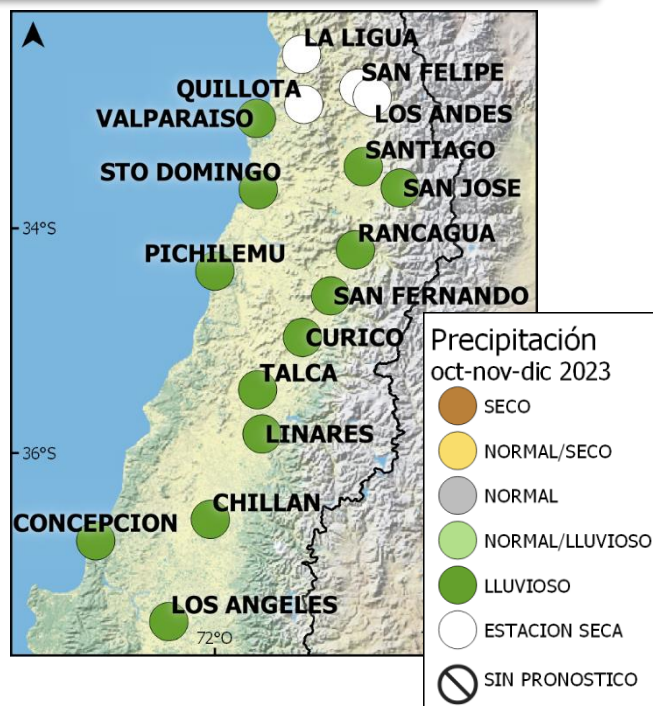 LA LIGUA
SAN FELIPE
QUILLOTA
LOS ANDES
VALPARAISO
SANTIAGO
STO DOMINGO
SAN JOSE
34°S
RANCAGUA
PICHILEMU
SAN FERNANDO
CURICO
TALCA
LINARES
36°S
CHILLAN
CONCEPCION
LOS ANGELES
72°O
Precipitación
oct-nov-dic 2023
SECO
NORMAL/SECO
NORMAL
NORMAL/LLUVIOSO
LLUVIOSO
ESTACION SECA
SIN PRONOSTICO